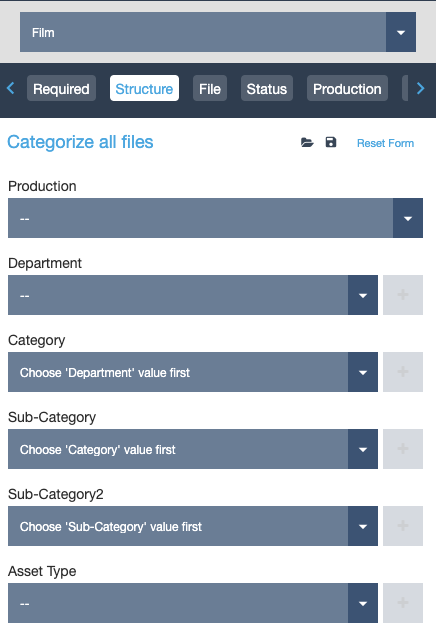 Film
Required Structure File Status Production
Categorize all files Reset Form
Production
--
Department
--
Category
Choose 'Department' value first
Sub-Category
Choose 'Category' value first
Sub-Category2
Choose 'Sub-Category' value first
Asset Type
--